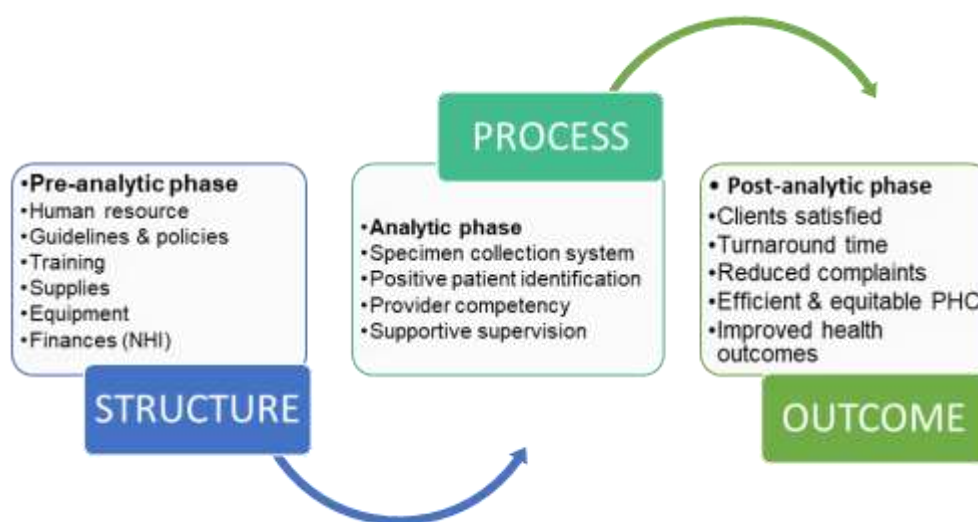 •Pre-analytic phase
•Human resource
•Guidelines & policies
•Training
•Supplies
•Equipment
•Finances (NHI)
STRUCTURE
PROCESS
•Analytic phase
•Specimen collection system
•Positive patient identification
•Provider competency
•Supportive supervision
• Post-analytic phase
•Clients satisfied
•Turnaround time
•Reduced complaints
•Efficient & equitable PHC
•Improved health
outcomes
OUTCOME